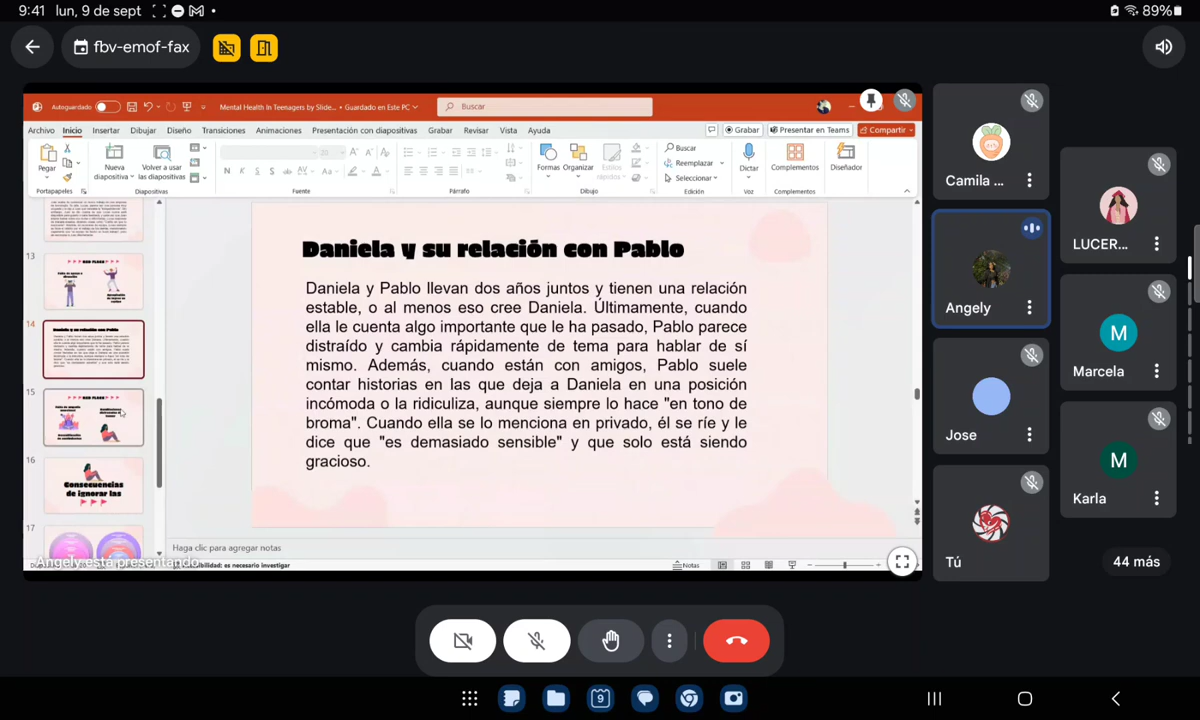 9:41 lun, 9 de sept
89%
fbv-emof-fax
Autoguardado
Mental Health In Teenagers by Slide... • Guardado en Este PC
Buscar
Archivo Inicio Insertar Dibujar Diseño Transiciones Animaciones Presentación con diapositivas Grabar Revisar Vista Ayuda
Grabar Presentar en Teams Compartir
Pegar
Nueva diapositiva
Volver a usar las diapositivas
Formas Organizar Estilos rápidos
Buscar
Reemplazar
Seleccionar
Dictar Complementos Diseñador
Portapapeles Diapositivas Fuente Párrafo Dibujo Edición Voz Complementos
13
14
15
16
Consecuencias
de ignorar las
17
Daniela y su relación con Pablo
Daniela y Pablo llevan dos años juntos y tienen una relación
estable, o al menos eso cree Daniela. Últimamente, cuando
ella le cuenta algo importante que le ha pasado, Pablo parece
distraído y cambia rápidamente de tema para hablar de sí
mismo. Además, cuando están con amigos, Pablo suele
contar historias en las que deja a Daniela en una posición
incómoda o la ridiculiza, aunque siempre lo hace "en tono de
broma". Cuando ella se lo menciona en privado, él se ríe y le
dice que "es demasiado sensible" y que solo está siendo
gracioso.
Haga clic para agregar notas
Angely está presentando
es necesario investigar
Notas
Camila ...
LUCER...
Angely
M
Marcela
Jose
M
Karla
Tú
44 más
9